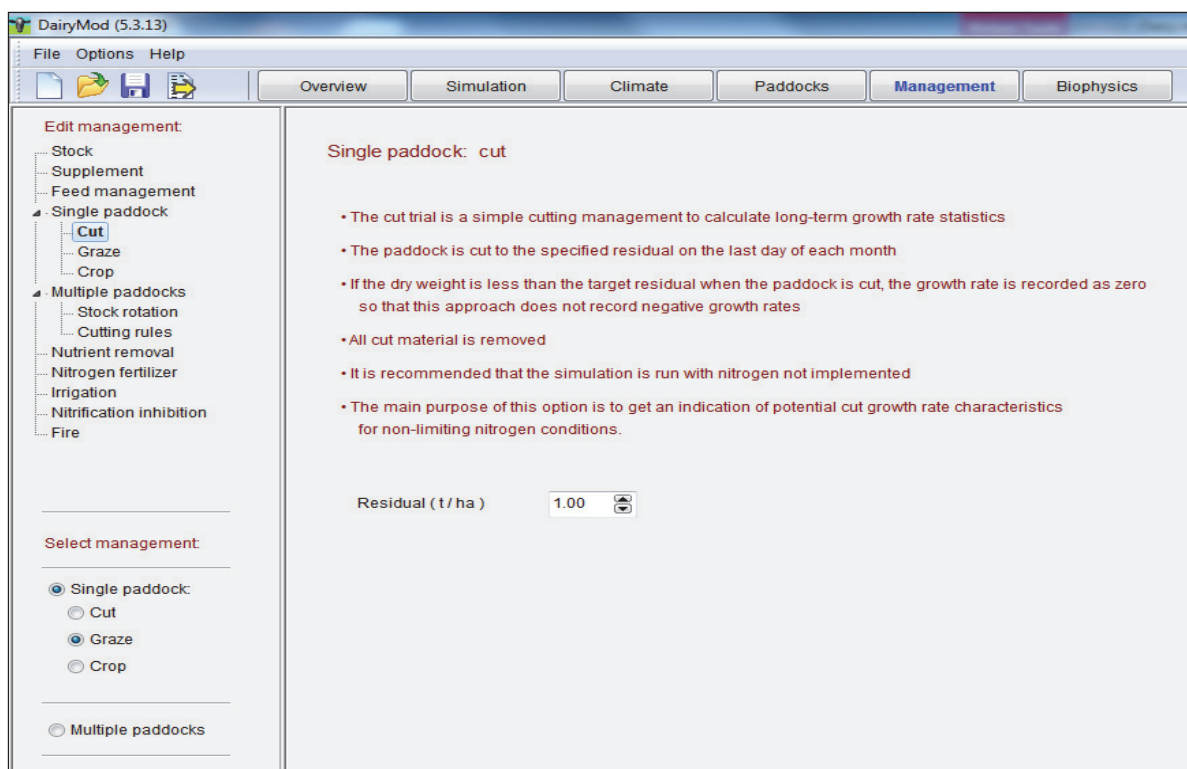 DairyMod (5.3.13)
File Options Help
Overview Simulation Climate Paddocks Management Biophysics
Edit management:
Stock
Supplement
Feed management
Single paddock
Cut
Graze
Crop
Multiple paddocks
Stock rotation
Cutting rules
Nutrient removal
Nitrogen fertilizer
Irrigation
Nitrification inhibition
Fire
Select management:
Single paddock:
Cut
Graze
Crop
Multiple paddocks
Single paddock: cut
• The cut trial is a simple cutting management to calculate long-term growth rate statistics
• The paddock is cut to the specified residual on the last day of each month
• If the dry weight is less than the target residual when the paddock is cut, the growth rate is recorded as zero
so that this approach does not record negative growth rates
• All cut material is removed
• It is recommended that the simulation is run with nitrogen not implemented
• The main purpose of this option is to get an indication of potential cut growth rate characteristics
for non-limiting nitrogen conditions.
Residual ( t / ha ) 1.00